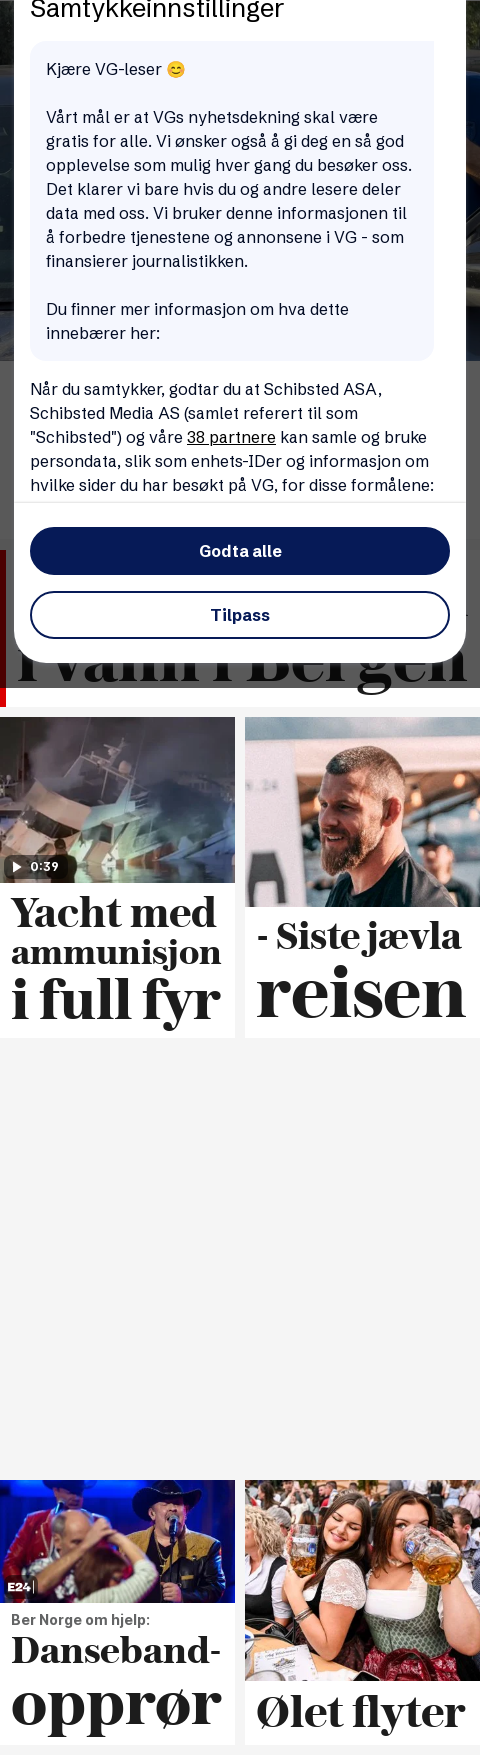 Samtykkeinnstillinger
Kjære VG-leser 😊
Vårt mål er at VGs nyhetsdekning skal være
gratis for alle. Vi ønsker også å gi deg en så god
opplevelse som mulig hver gang du besøker oss.
Det klarer vi bare hvis du og andre lesere deler
data med oss. Vi bruker denne informasjonen til
å forbedre tjenestene og annonsene i VG - som
finansierer journalistikken.
Du finner mer informasjon om hva dette
innebærer her:
Når du samtykker, godtar du at Schibsted ASA,
Schibsted Media AS (samlet referert til som
"Schibsted") og våre 38 partnere kan samle og bruke
persondata, slik som enhets-IDer og informasjon om
hvilke sider du har besøkt på VG, for disse formålene:
Godta alle
Tilpass
i vann i Bergen
0:39
Yacht med
ammunisjon
i full fyr
- Siste jævla
reisen
E24
Ber Norge om hjelp:
Danseband-
opprør
Ølet flyter